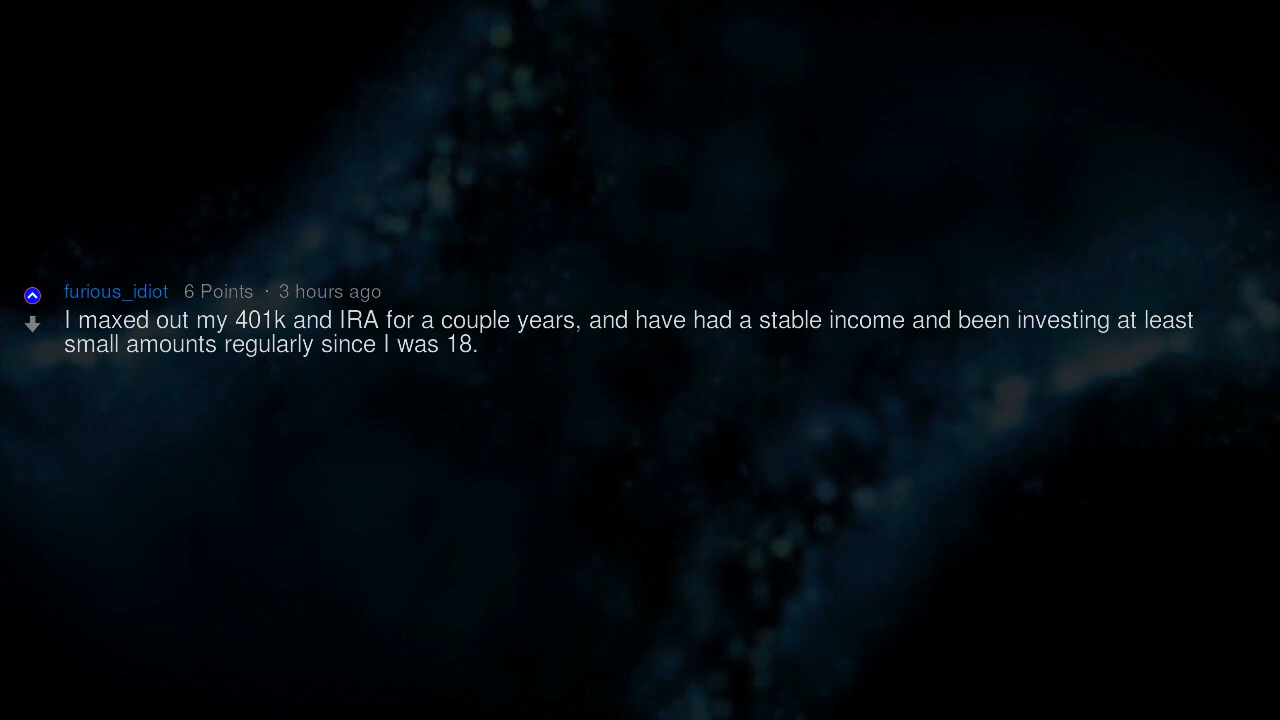 furious_idiot 6 Points · 3 hours ago
I maxed out my 401k and IRA for a couple years, and have had a stable income and been investing at least
small amounts regularly since I was 18.